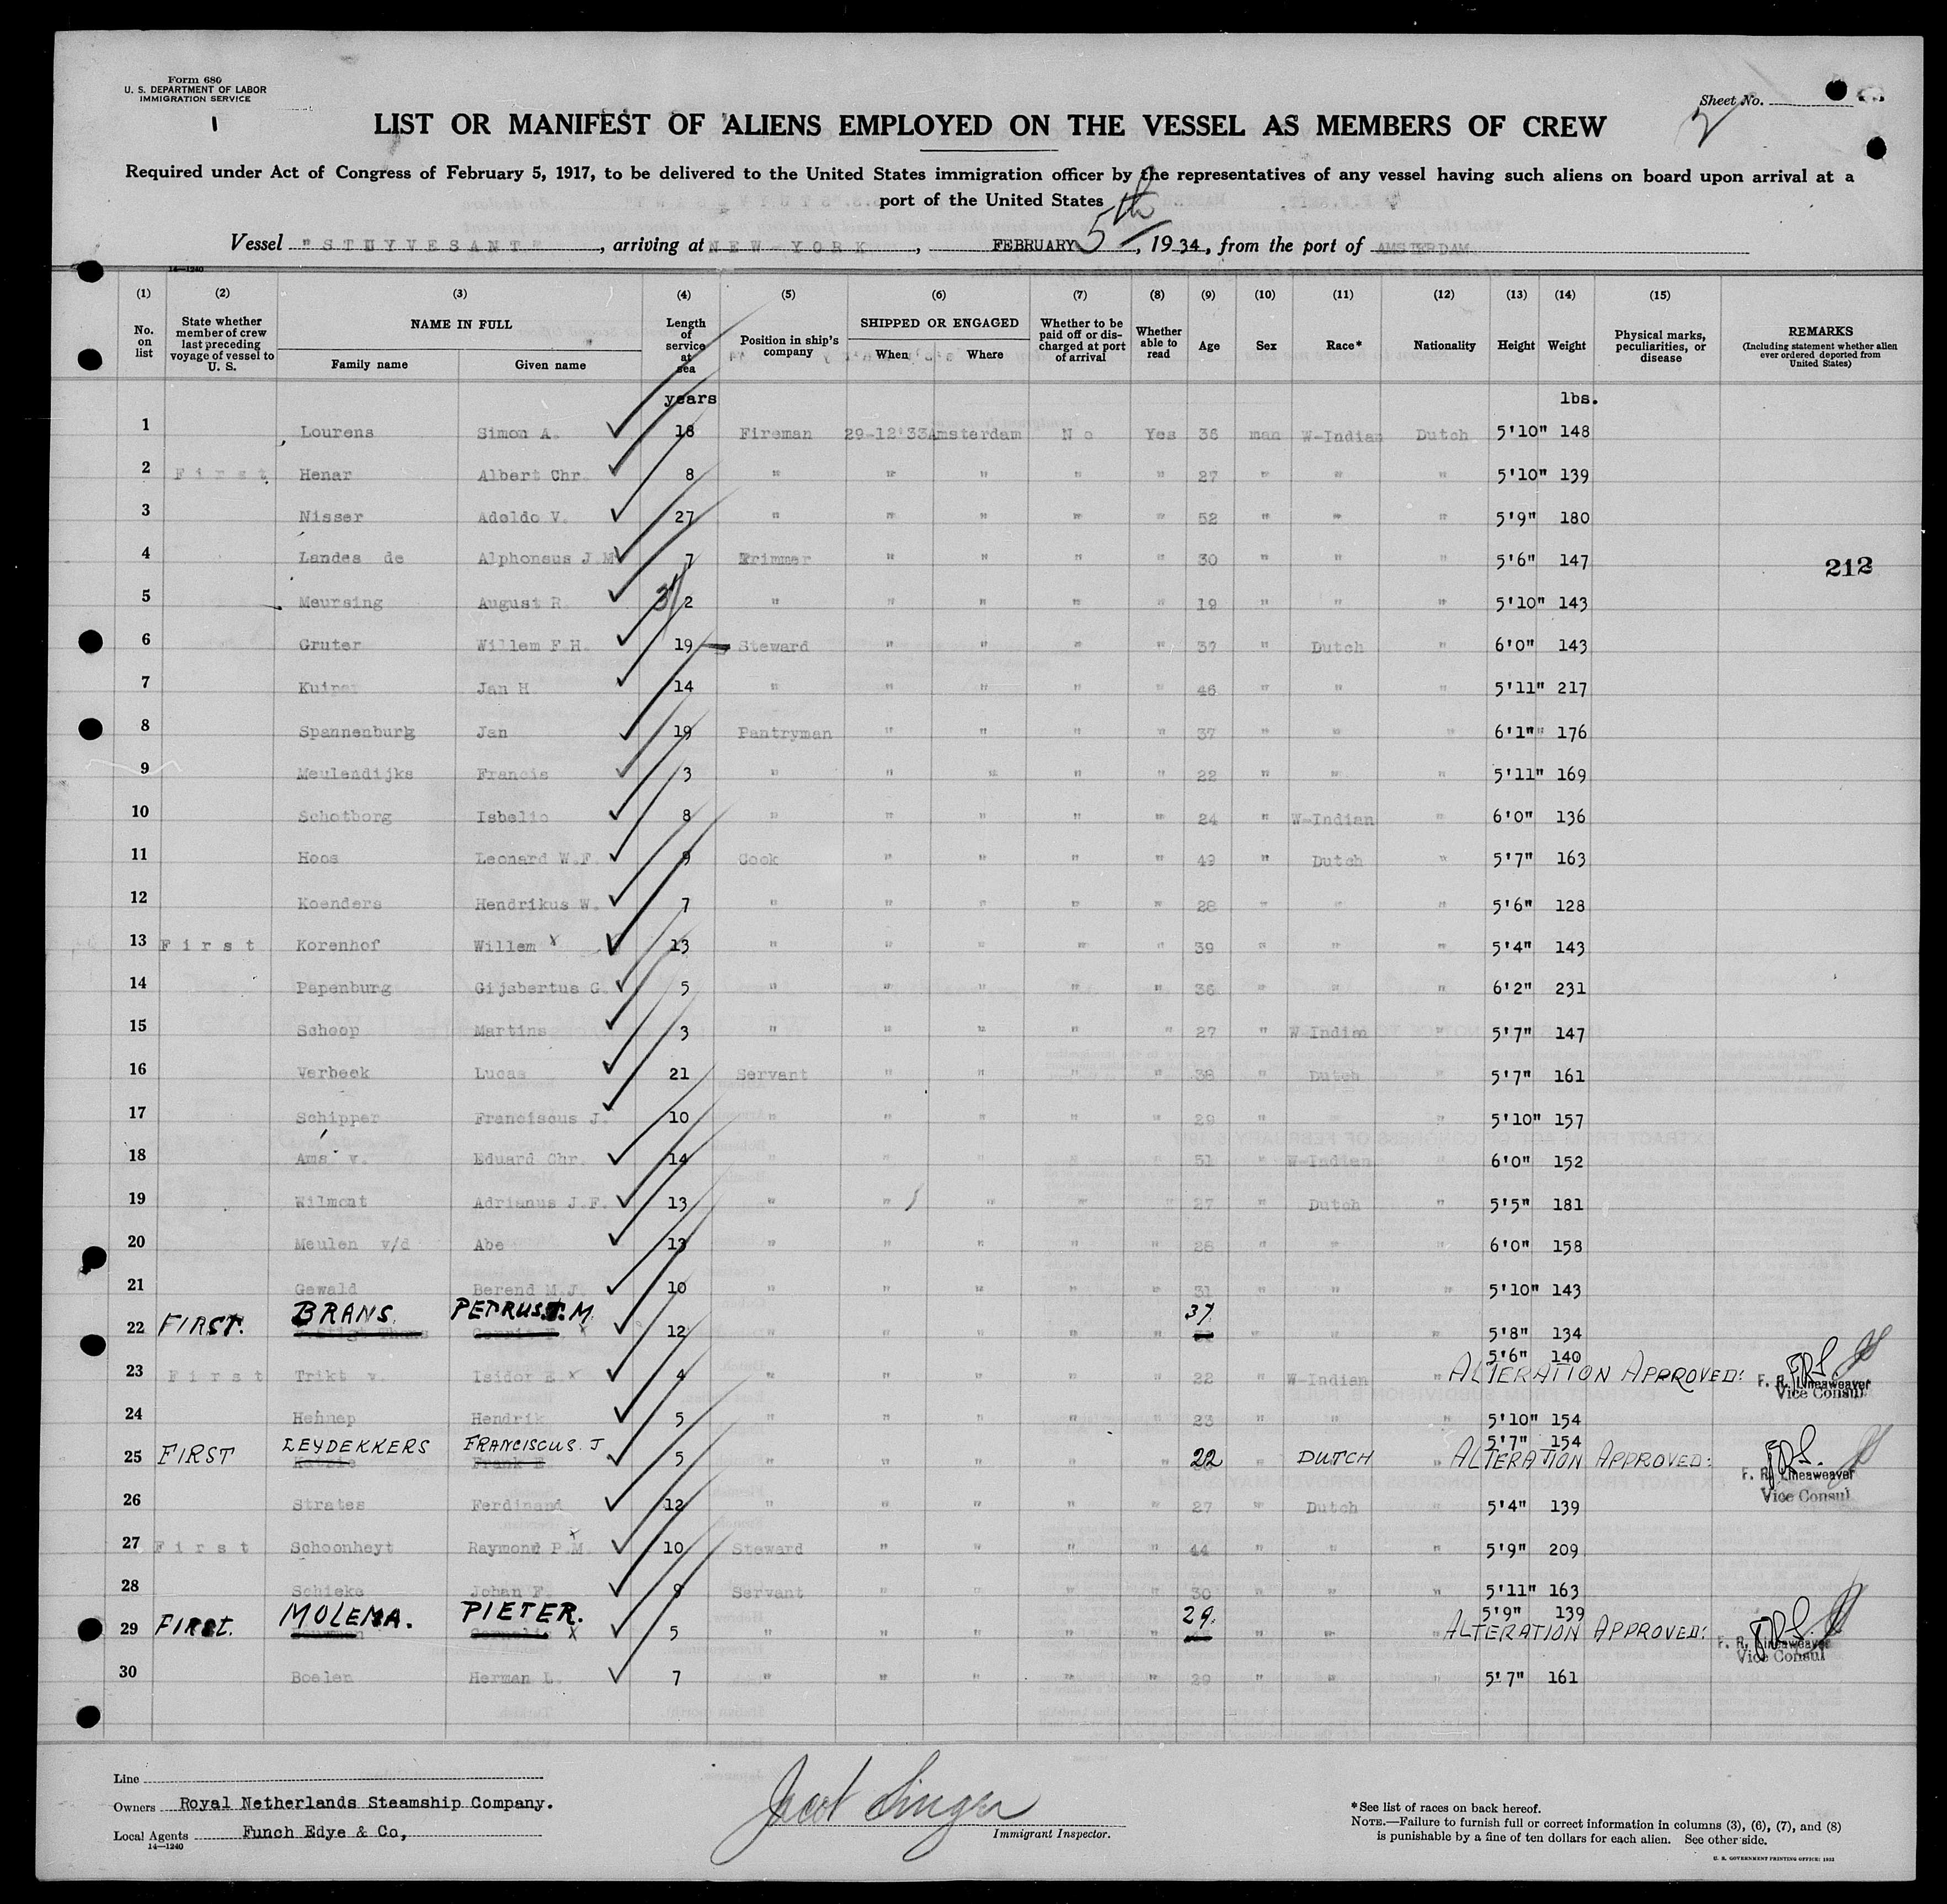 Form 680
U. S. DEPARTMENT OF LABOR
IMMIGRATION SERVICE
1
Sheet No.
2
LIST OR MANIFEST OF ALIENS EMPLOYED ON THE VESSEL AS MEMBERS OF CREW
Required under Act of Congress of February 5, 1917, to be delivered to the United States immigration officer by the representatives of any vessel having such aliens on board upon arrival at a
port of the United States
Vessel "STUYVESANT", arriving at NEW YORK, FEBRUARY 5th, 1934, from the port of AMSTERDAM
14—1240
(1) (2) (3) (4) (5) (6) (7) (8) (9) (10) (11) (12) (13) (14) (15)
No. on list
State whether member of crew last preceding voyage of vessel to U. S.
NAME IN FULL
Family name
Given name
Length of service at sea
Position in ship's company
SHIPPED OR ENGAGED
When
Where
Whether to be paid off or discharged at port of arrival
Whether able to read
Age
Sex
Race*
Nationality
Height
Weight
Physical marks, peculiarities, or disease
REMARKS
(Including statement whether alien ever ordered deported from United States)
years lbs.
1 Lourens Simon A. 18 Fireman 29-12'33 Amsterdam No Yes 36 man W-Indian Dutch 5'10" 148
2 First Henar Albert Chr. 8 " " " " " 27 " " " 5'10" 139
3 Nisser Adoldo V. 27 " " " " " 52 " " " 5'9" 180
4 Landes de Alphonsus J.M 7 Trimmer " " " " 30 " " " 5'6" 147
212
5 Meursing August R. 3/2 " " " " " 19 " " " 5'10" 143
6 Gruter Willem F.H. 19 Steward " " " " 37 " Dutch " 6'0" 143
7 Kuiper Jan H. 14 " " " " " 46 " " " 5'11" 217
8 Spannenburg Jan 19 Pantryman " " " " 37 " " " 6'1" 176
9 Meulendijks Francis 3 " " " " " 22 " " " 5'11" 169
10 Schotborg Isbelio 8 " " " " " 24 " W-Indian " 6'0" 136
11 Hoos Leonard W.F. 9 Cook " " " " 49 " Dutch " 5'7" 163
12 Koenders Hendrikus W. 7 " " " " " 28 " " " 5'6" 128
13 First Korenhof Willem x 13 " " " " " 39 " " " 5'4" 143
14 Papenburg Gijsbertus G. 5 " " " " " 36 " " " 6'2" 231
15 Schoop Martins 3 " " " " " 27 " W-Indian " 5'7" 147
16 Verbeek Lucas 21 Servant " " " " 38 " Dutch " 5'7" 161
17 Schipper Franciscus J. 10 " " " " " 29 " " " 5'10" 157
18 Ams v. Eduard Chr. 14 " " " " " 51 " W-Indian " 6'0" 152
19 Wilmont Adrianus J.F. 13 " " " " " 27 " Dutch " 5'5" 181
20 Meulen v/d Abe 13 " " " " " 28 " " " 6'0" 158
21 Gewald Berend M.J. 10 " " " " " 31 " " " 5'10" 143
22 FIRST. BRANS. PETRUS J.M. 12 " " " " " 37 " " " 5'8" 134
5'6" 140
ALTERATION APPROVED:
F. R. Lineaweaver
Vice Consul
23 First Trikt v. Isidor E. x 4 " " " " " 22 " W-Indian "
24 Hennep Hendrik 5 " " " " " 23 " " " 5'10" 154
5'7" 154
25 FIRST LEYDEKKERS FRANCISCUS. J 5 " " " " " 22 DUTCH " ALTERATION APPROVED:
F. R. Lineaweaver
Vice Consul
26 Strates Ferdinand 12 " " " " " 27 " Dutch " 5'4" 139
27 First Schoonheyt Raymond P.M. x 10 Steward " " " " 44 " " " 5'9" 209
28 Schieke Johan F. 9 Servant " " " " 30 " " " 5'11" 163
5'9" 139
29 FIRST. MOLEMA. PIETER. x 5 " " " " " 29. " " " ALTERATION APPROVED:
F. R. Lineaweaver
Vice Consul
30 Boelen Herman L. 7 " " " " " 29 " " " 5'7" 161
Line
Owners Royal Netherlands Steamship Company.
Local Agents Funch Edye & Co,
14—1240
Jacob Singer
Immigrant Inspector.
*See list of races on back hereof.
NOTE.—Failure to furnish full or correct information in columns (3), (6), (7), and (8)
is punishable by a fine of ten dollars for each alien. See other side.
U. S. GOVERNMENT PRINTING OFFICE: 1932